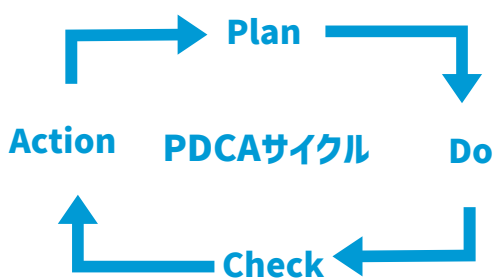 Plan
Action
PDCAサイクル
Do
Check